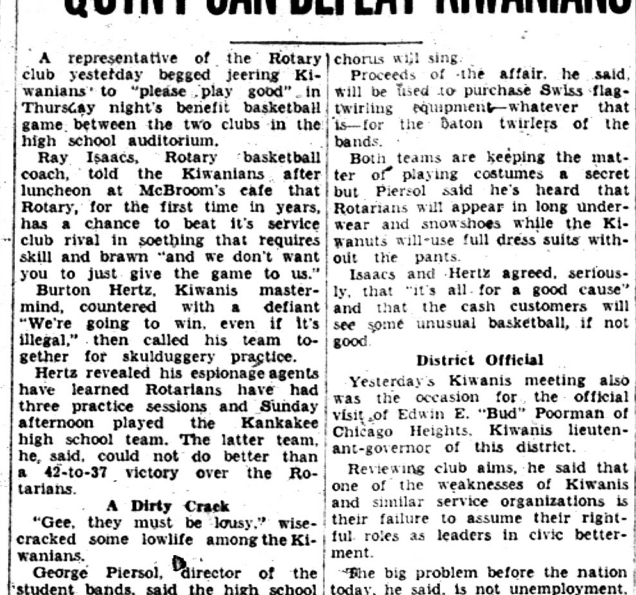 CAN DEFEAT KIWANIANS
A representative of the Rotary
club yesterday begged jeering Ki-
wanians to "please play good" in
Thursday night's benefit basketball
game between the two clubs in the
high school auditorium.
Ray Isaacs, Rotary basketball
coach, told the Kiwanians after
luncheon at McBroom's cafe that
Rotary, for the first time in years,
has a chance to beat it's service
club rival in soething that requires
skill and brawn "and we don't want
you to just give the game to us."
Burton Hertz, Kiwanis master-
mind, countered with a defiant
"We're going to win, even if it's
illegal," then called his team to-
gether for skulduggery practice.
Hertz revealed his espionage agents
have learned Rotarians have had
three practice sessions and Sunday
afternoon played the Kankakee
high school team. The latter team,
he, said, could not do better than
a 42-to-37 victory over the Ro-
tarians.
A Dirty Crack
"Gee, they must be lousy," wise-
cracked some lowlife among the Ki-
wanians.
George Piersol, director of the
student bands, said the high school
chorus will sing.
Proceeds of the affair, he said,
will be used to purchase Swiss flag-
twirling equipment—whatever that
is—for the baton twirlers of the
bands.
Both teams are keeping the mat-
ter of playing costumes a secret
but Piersol said he's heard that
Rotarians will appear in long under-
wear and snowshoes while the Ki-
wanuts will use full dress suits with-
out the pants.
Isaacs and Hertz agreed, serious-
ly, that "it's all for a good cause"
and that the cash customers will
see some unusual basketball, if not
good.
District Official
Yesterday's Kiwanis meeting also
was the occasion for the official
visit of Edwin E. "Bud" Poorman of
Chicago Heights, Kiwanis lieuten-
ant-governor of this district.
Reviewing club aims, he said that
one of the weaknesses of Kiwanis
and similar service organizations is
their failure to assume their right-
ful roles as leaders in civic better-
ment.
"The big problem before the nation
today, he said, is not unemployment,